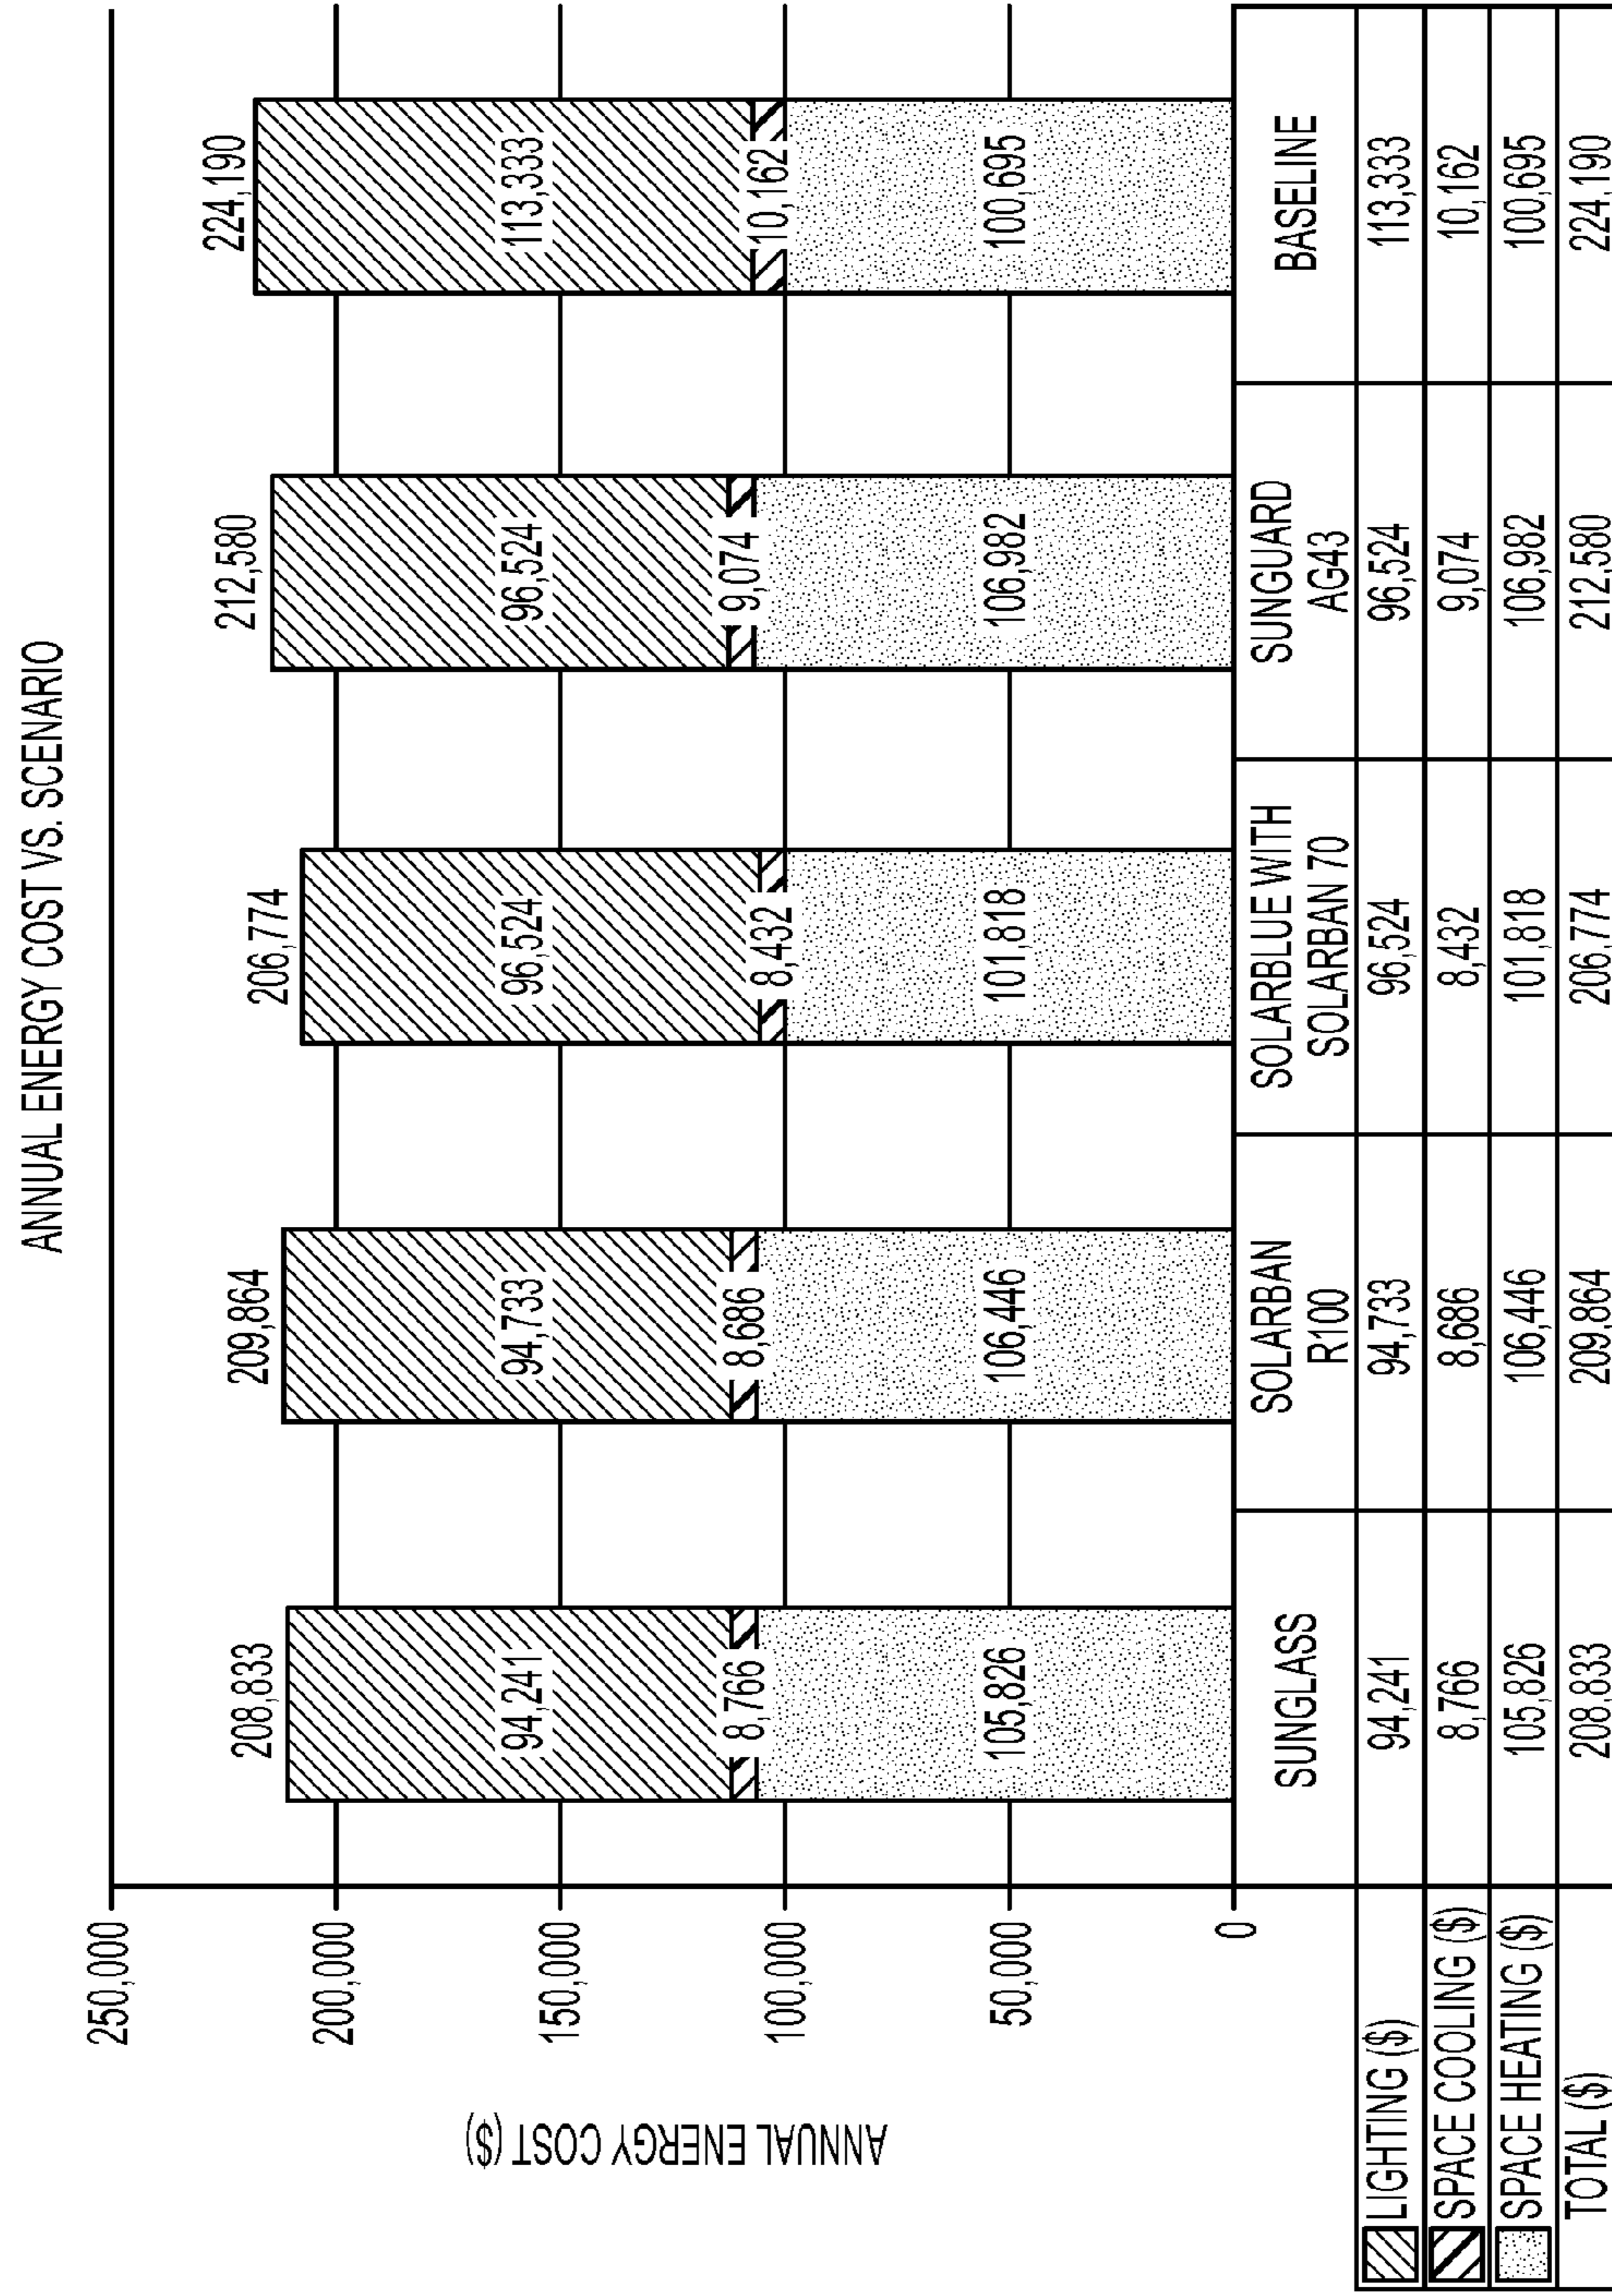 ANNUAL ENERGY COST VS. SCENARIO
ANNUAL ENERGY COST ($)
250,000
200,000
150,000
100,000
50,000
0
208,833
94,241
8,766
105,826
209,864
94,733
8,686
106,446
206,774
96,524
8,432
101,818
212,580
96,524
9,074
106,982
224,190
113,333
10,162
100,695
SUNGLASS
SOLARBAN
R100
SOLARBLUE WITH
SOLARBAN 70
SUNGUARD
AG43
BASELINE
LIGHTING ($) 94,241 94,733 96,524 96,524 113,333
SPACE COOLING ($) 8,766 8,686 8,432 9,074 10,162
SPACE HEATING ($) 105,826 106,446 101,818 106,982 100,695
TOTAL ($) 208,833 209,864 206,774 212,580 224,190